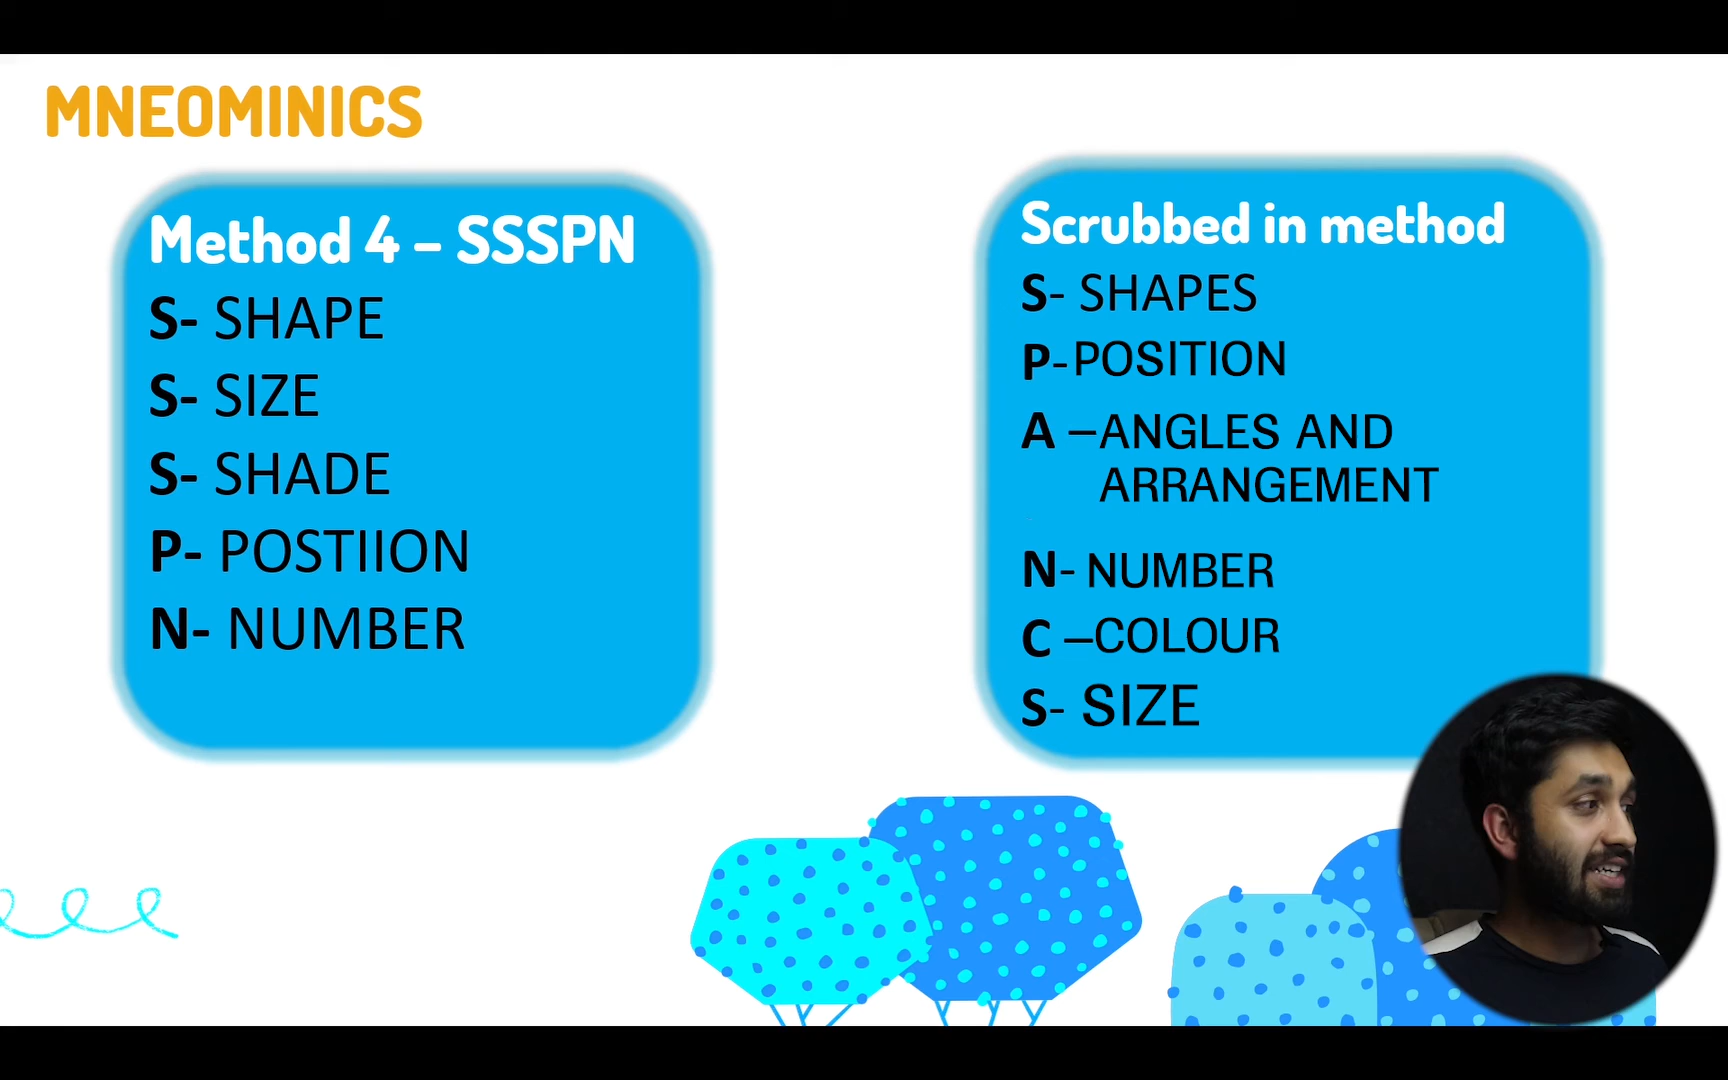 MNEOMINICS
Method 4 – SSSPN
S- SHAPE
S- SIZE
S- SHADE
P- POSTIION
N- NUMBER
Scrubbed in method
S- SHAPES
P-POSITION
A –ANGLES AND
ARRANGEMENT
N- NUMBER
C –COLOUR
S- SIZE